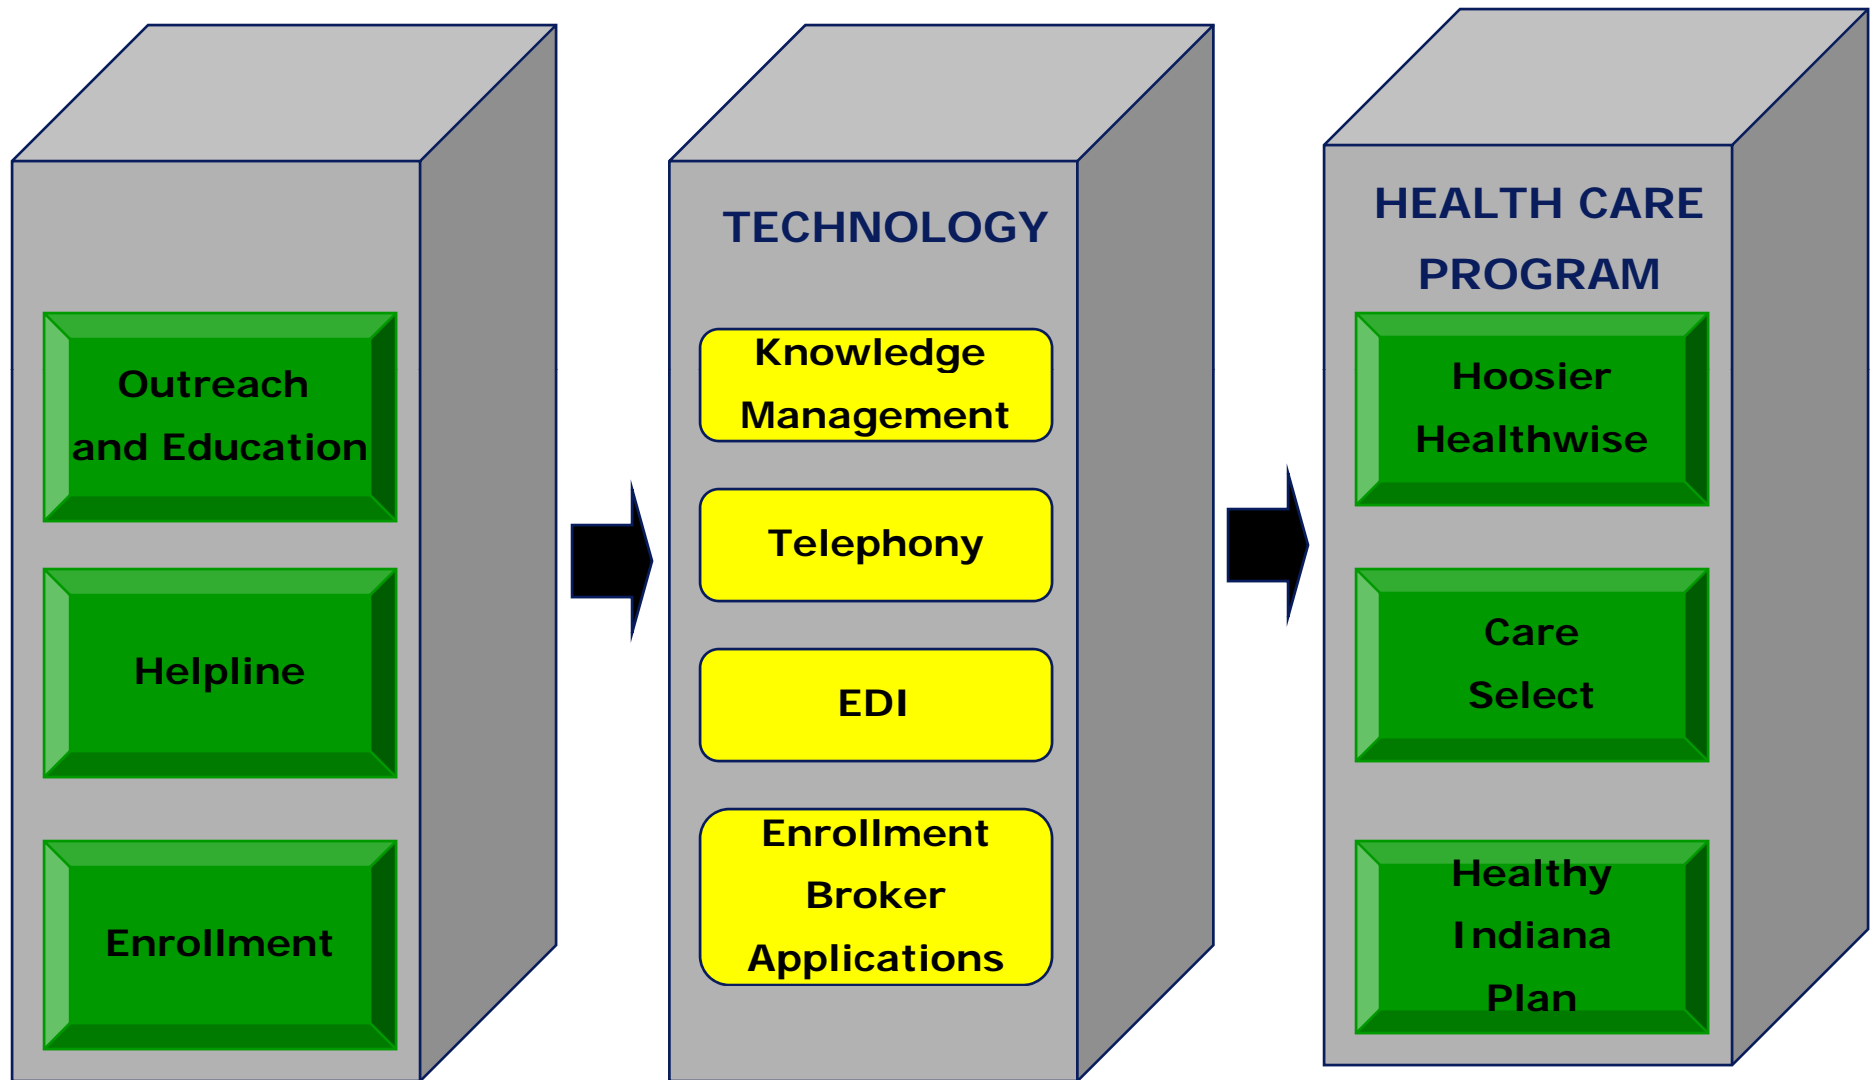 Outreach
and Education
Helpline
Enrollment
TECHNOLOGY
Knowledge
Management
Telephony
EDI
Enrollment
Broker
Applications
HEALTH CARE
PROGRAM
Hoosier
Healthwise
Care
Select
Healthy
Indiana
Plan